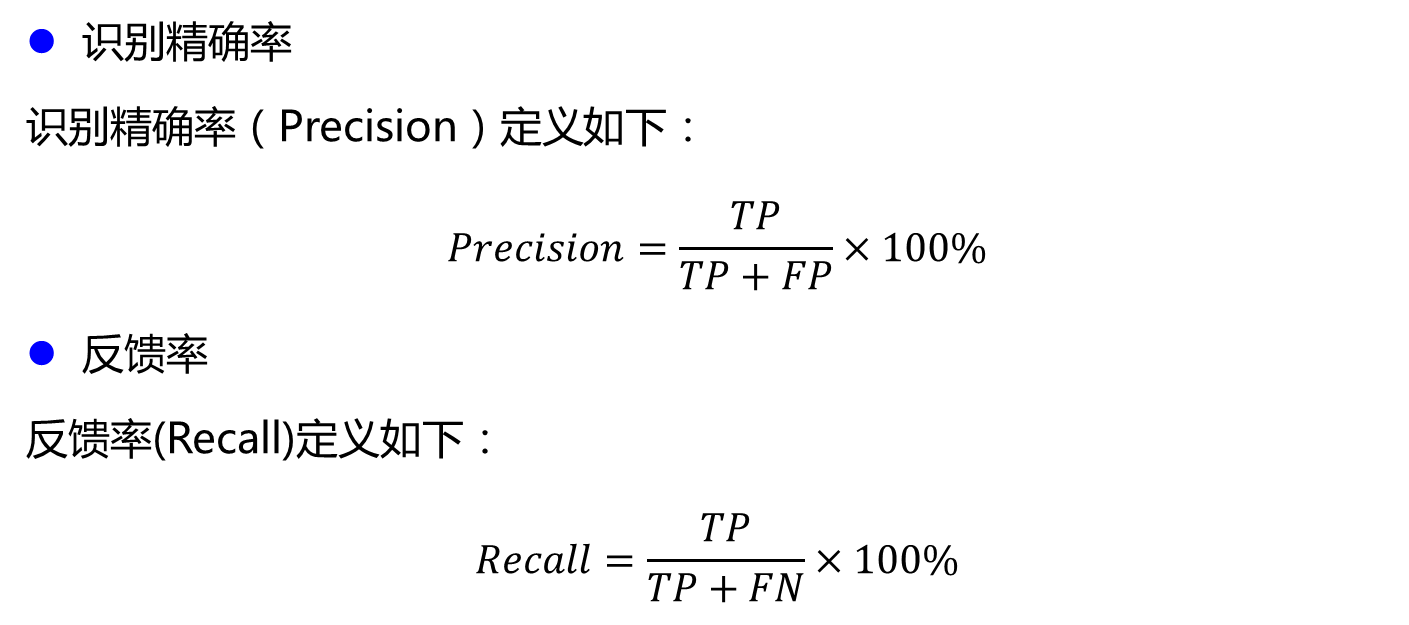 ● 识别精确率
识别精确率（Precision）定义如下：
Precision = TP / (TP + FP) × 100%
● 反馈率
反馈率(Recall)定义如下：
Recall = TP / (TP + FN) × 100%